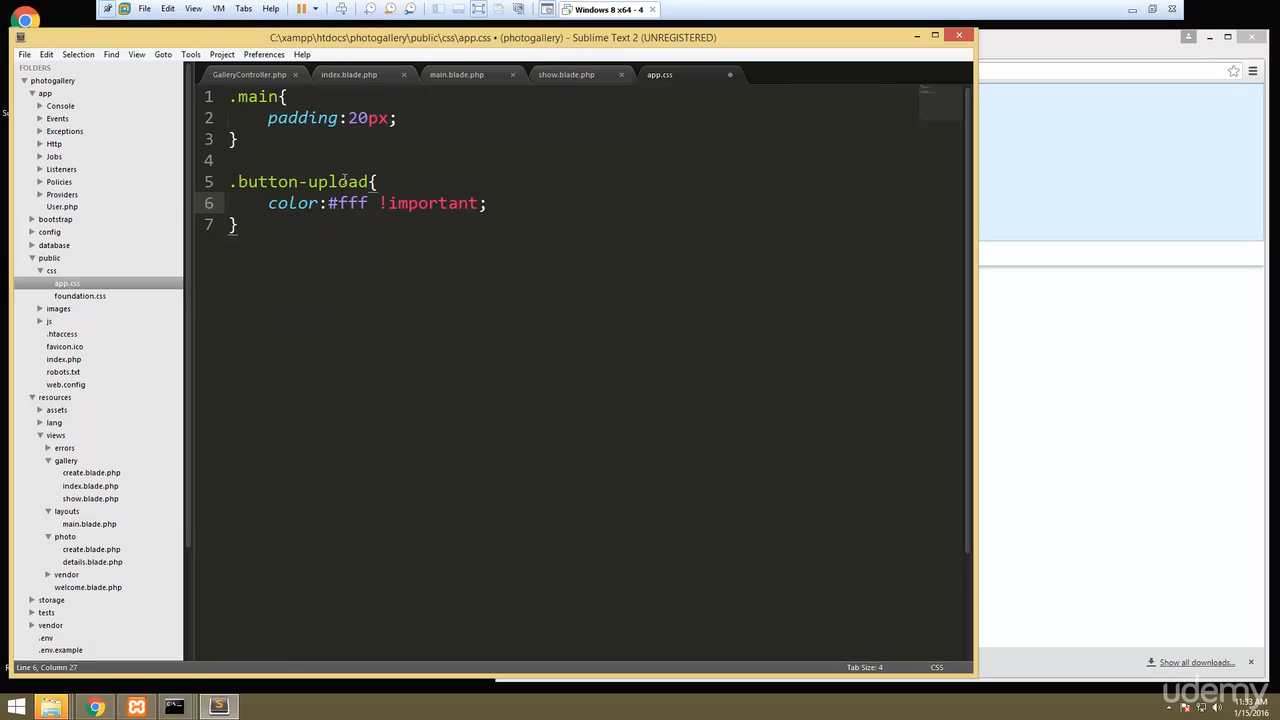 File Edit View VM Tabs Help
Windows 8 x64 - 4
C:\xampp\htdocs\photogallery\public\css\app.css • (photogallery) - Sublime Text 2 (UNREGISTERED)
File Edit Selection Find View Goto Tools Project Preferences Help
FOLDERS
photogallery
app
Console
Events
Exceptions
Http
Jobs
Listeners
Policies
Providers
User.php
bootstrap
config
database
public
css
app.css
foundation.css
images
js
.htaccess
favicon.ico
index.php
robots.txt
web.config
resources
assets
lang
views
errors
gallery
create.blade.php
index.blade.php
show.blade.php
layouts
main.blade.php
photo
create.blade.php
details.blade.php
vendor
welcome.blade.php
storage
tests
vendor
.env
.env.example
GalleryController.php index.blade.php main.blade.php show.blade.php app.css
1 .main{
2 padding:20px;
3 }
4
5 .button-upload{
6 color:#fff !important;
7 }
Line 6, Column 27 Tab Size: 4 CSS
Show all downloads...
udemy
11:33 AM
1/15/2016